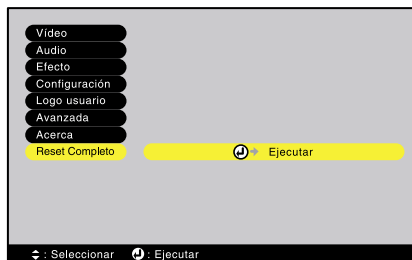 Vídeo
Audio
Efecto
Configuración
Logo usuario
Avanzada
Acerca
Reset Completo Ejecutar
: Seleccionar : Ejecutar